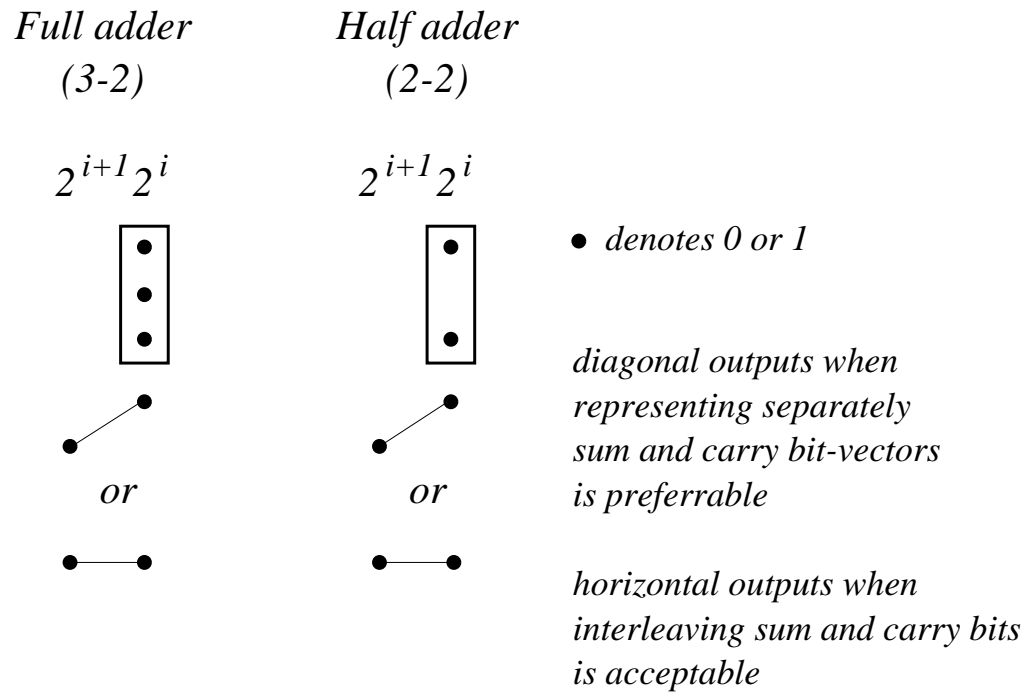 Full adder
(3-2)
2^{i+1} 2^i
or
Half adder
(2-2)
2^{i+1} 2^i
or
• denotes 0 or 1
diagonal outputs when
representing separately
sum and carry bit-vectors
is preferrable
horizontal outputs when
interleaving sum and carry bits
is acceptable